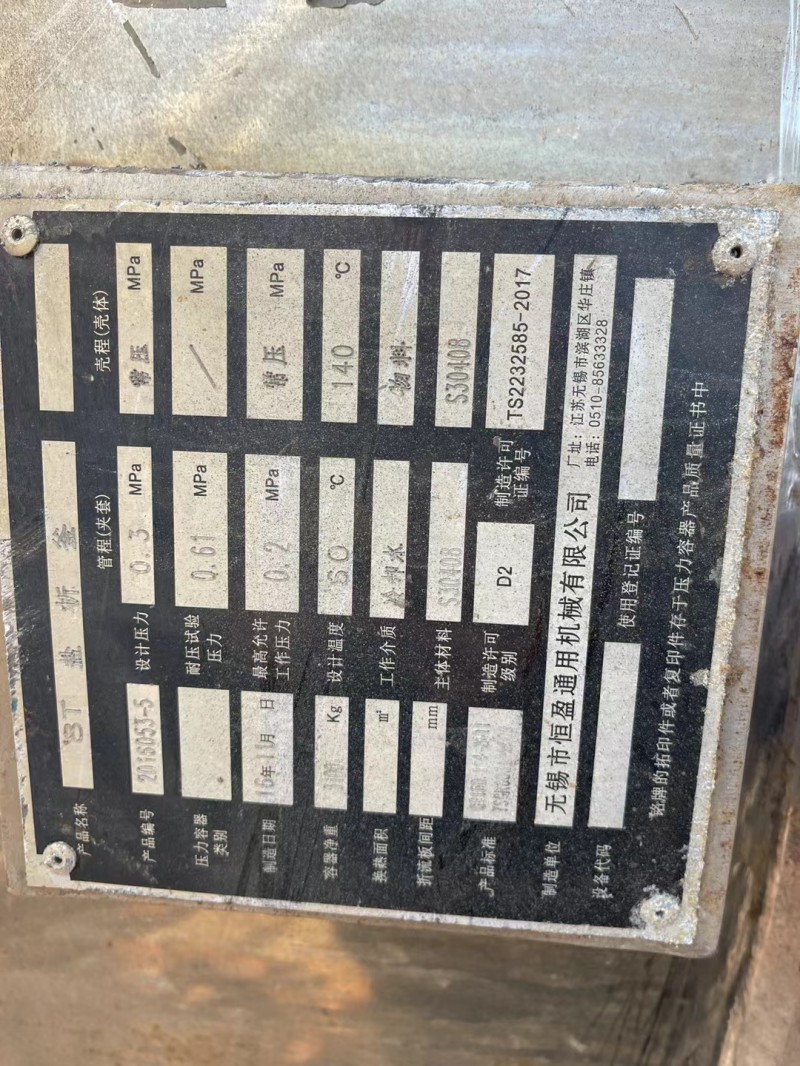 产品名称 8T 盐析釜
产品编号 2016053-5 设计压力 管程(夹套) 0.3 MPa 壳程(壳体) 常压 MPa
压力容器类别 耐压试验压力 0.61 MPa / MPa
制造日期 16年11月 日 最高允许工作压力 0.2 MPa 常压 MPa
容器净重 Kg 设计温度 50 ℃ 140 ℃
换热面积 m² 工作介质 冷却水 物料
折流板间距 mm 主体材料 S30408 S30408
产品标准 制造许可级别 D2 制造许可证编号 TS2232585-2017
制造单位 无锡市恒盈通用机械有限公司 厂址：江苏无锡市滨湖区华庄镇
电话：0510-85633328
设备代码 使用登记证编号
铭牌的拓印件或者复印件存于压力容器产品质量证书中